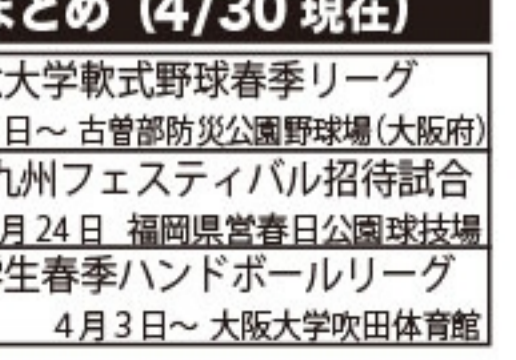 まとめ（4/30 現在）
大学軟式野球春季リーグ
日～ 古曽部防災公園野球場（大阪府）
九州フェスティバル招待試合
月 24 日 福岡県営春日公園球技場
生春季ハンドボールリーグ
4 月 3 日～ 大阪大学吹田体育館